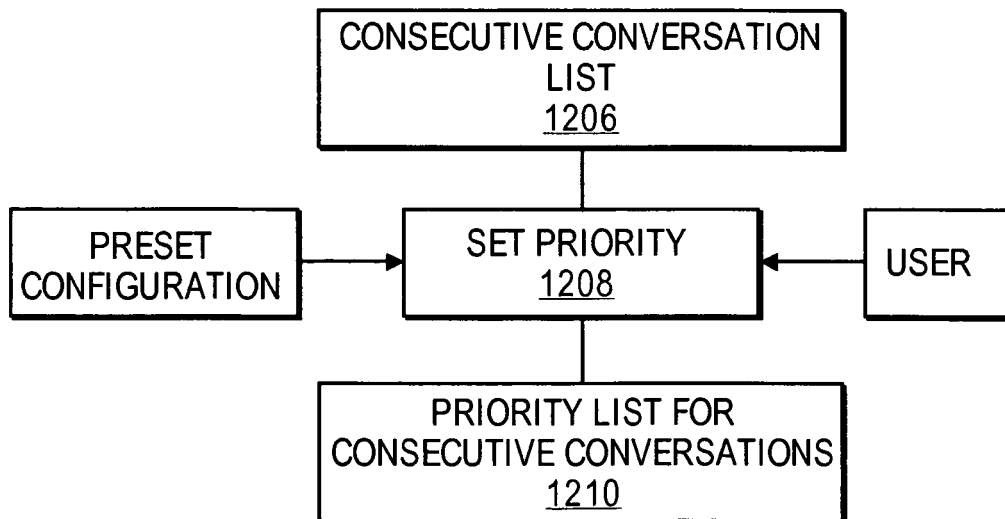 CONSECUTIVE CONVERSATION
LIST
1206
PRESET
CONFIGURATION
SET PRIORITY
1208
USER
PRIORITY LIST FOR
CONSECUTIVE CONVERSATIONS
1210